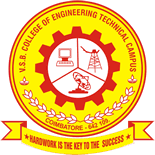 V.S.B. COLLEGE OF ENGINEERING TECHNICAL CAMPUS
COIMBATORE - 642 109
HARDWORK IS THE KEY TO THE SUCCESS